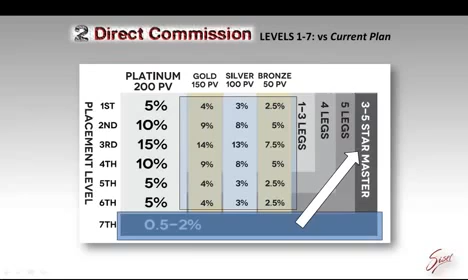 2 Direct Commission LEVELS 1-7: vs Current Plan
PLATINUM GOLD SILVER BRONZE
200 PV 150 PV 100 PV 50 PV
PLACEMENT LEVEL
1ST 5% 4% 3% 2.5%
2ND 10% 9% 8% 5%
3RD 15% 14% 13% 7.5%
4TH 10% 9% 8% 5%
5TH 5% 4% 3% 2.5%
6TH 5% 4% 3% 2.5%
7TH 0.5-2%
1-3 LEGS
4 LEGS
5 LEGS
3-5 STAR MASTER
Sisel